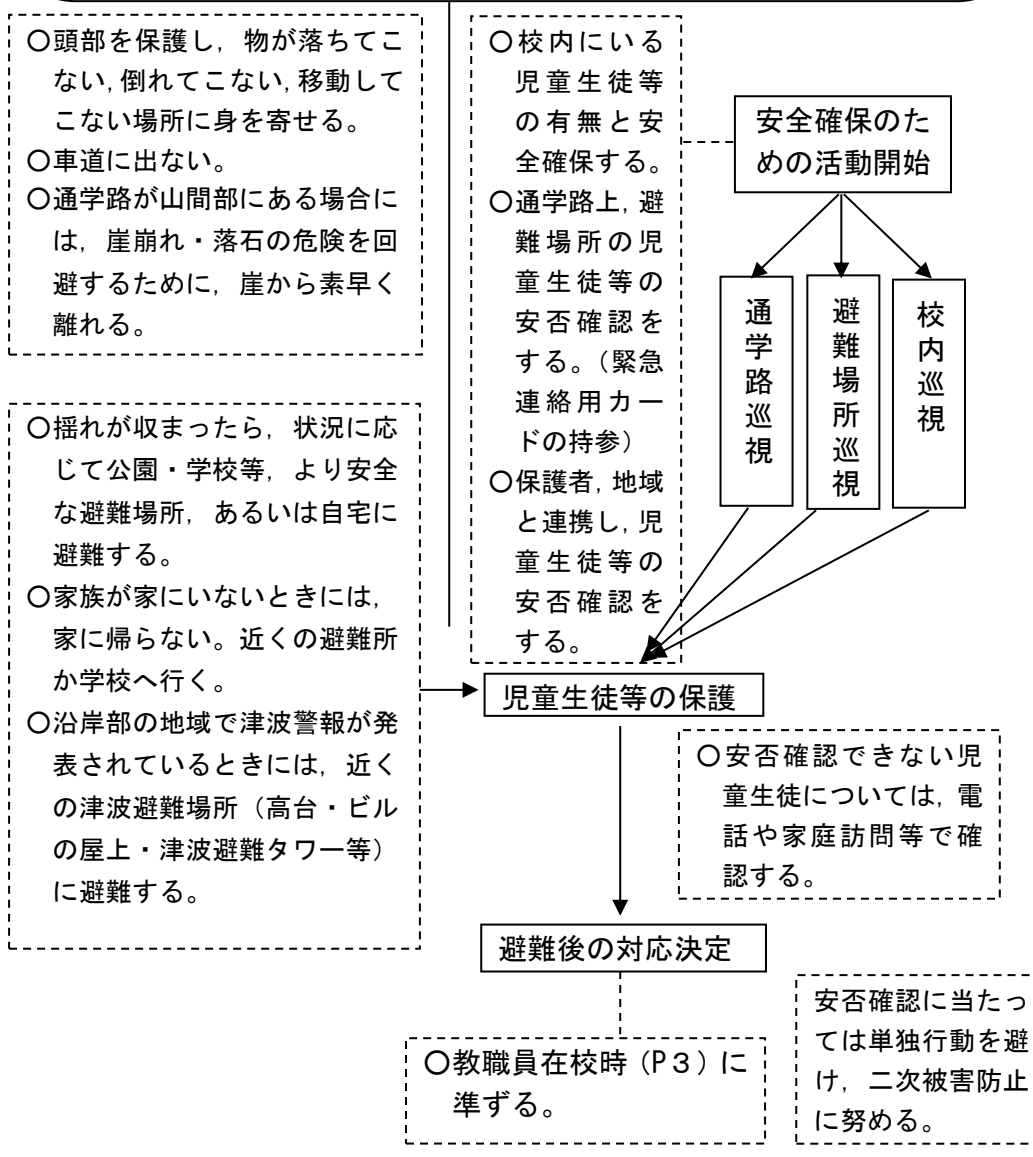 〇頭部を保護し，物が落ちてこ
ない，倒れてこない，移動して
こない場所に身を寄せる。
〇車道に出ない。
〇通学路が山間部にある場合に
は，崖崩れ・落石の危険を回
避するために，崖から素早く
離れる。
〇校内にいる
児童生徒等
の有無と安
全確保する。
〇通学路上，避
難場所の児
童生徒等の
安否確認を
する。（緊急
連絡用カー
ドの持参）
〇保護者，地域
と連携し，児
童生徒等の
安否確認を
する。
安全確保のた
めの活動開始
通学路巡視
避難場所巡視
校内巡視
〇揺れが収まったら，状況に応
じて公園・学校等，より安全
な避難場所，あるいは自宅に
避難する。
〇家族が家にいないときには，
家に帰らない。近くの避難所
か学校へ行く。
〇沿岸部の地域で津波警報が発
表されているときには，近く
の津波避難場所（高台・ビル
の屋上・津波避難タワー等）
に避難する。
児童生徒等の保護
〇安否確認できない児
童生徒については，電
話や家庭訪問等で確
認する。
避難後の対応決定
〇教職員在校時（P３）に
準ずる。
安否確認に当たっ
ては単独行動を避
け，二次被害防止
に努める。